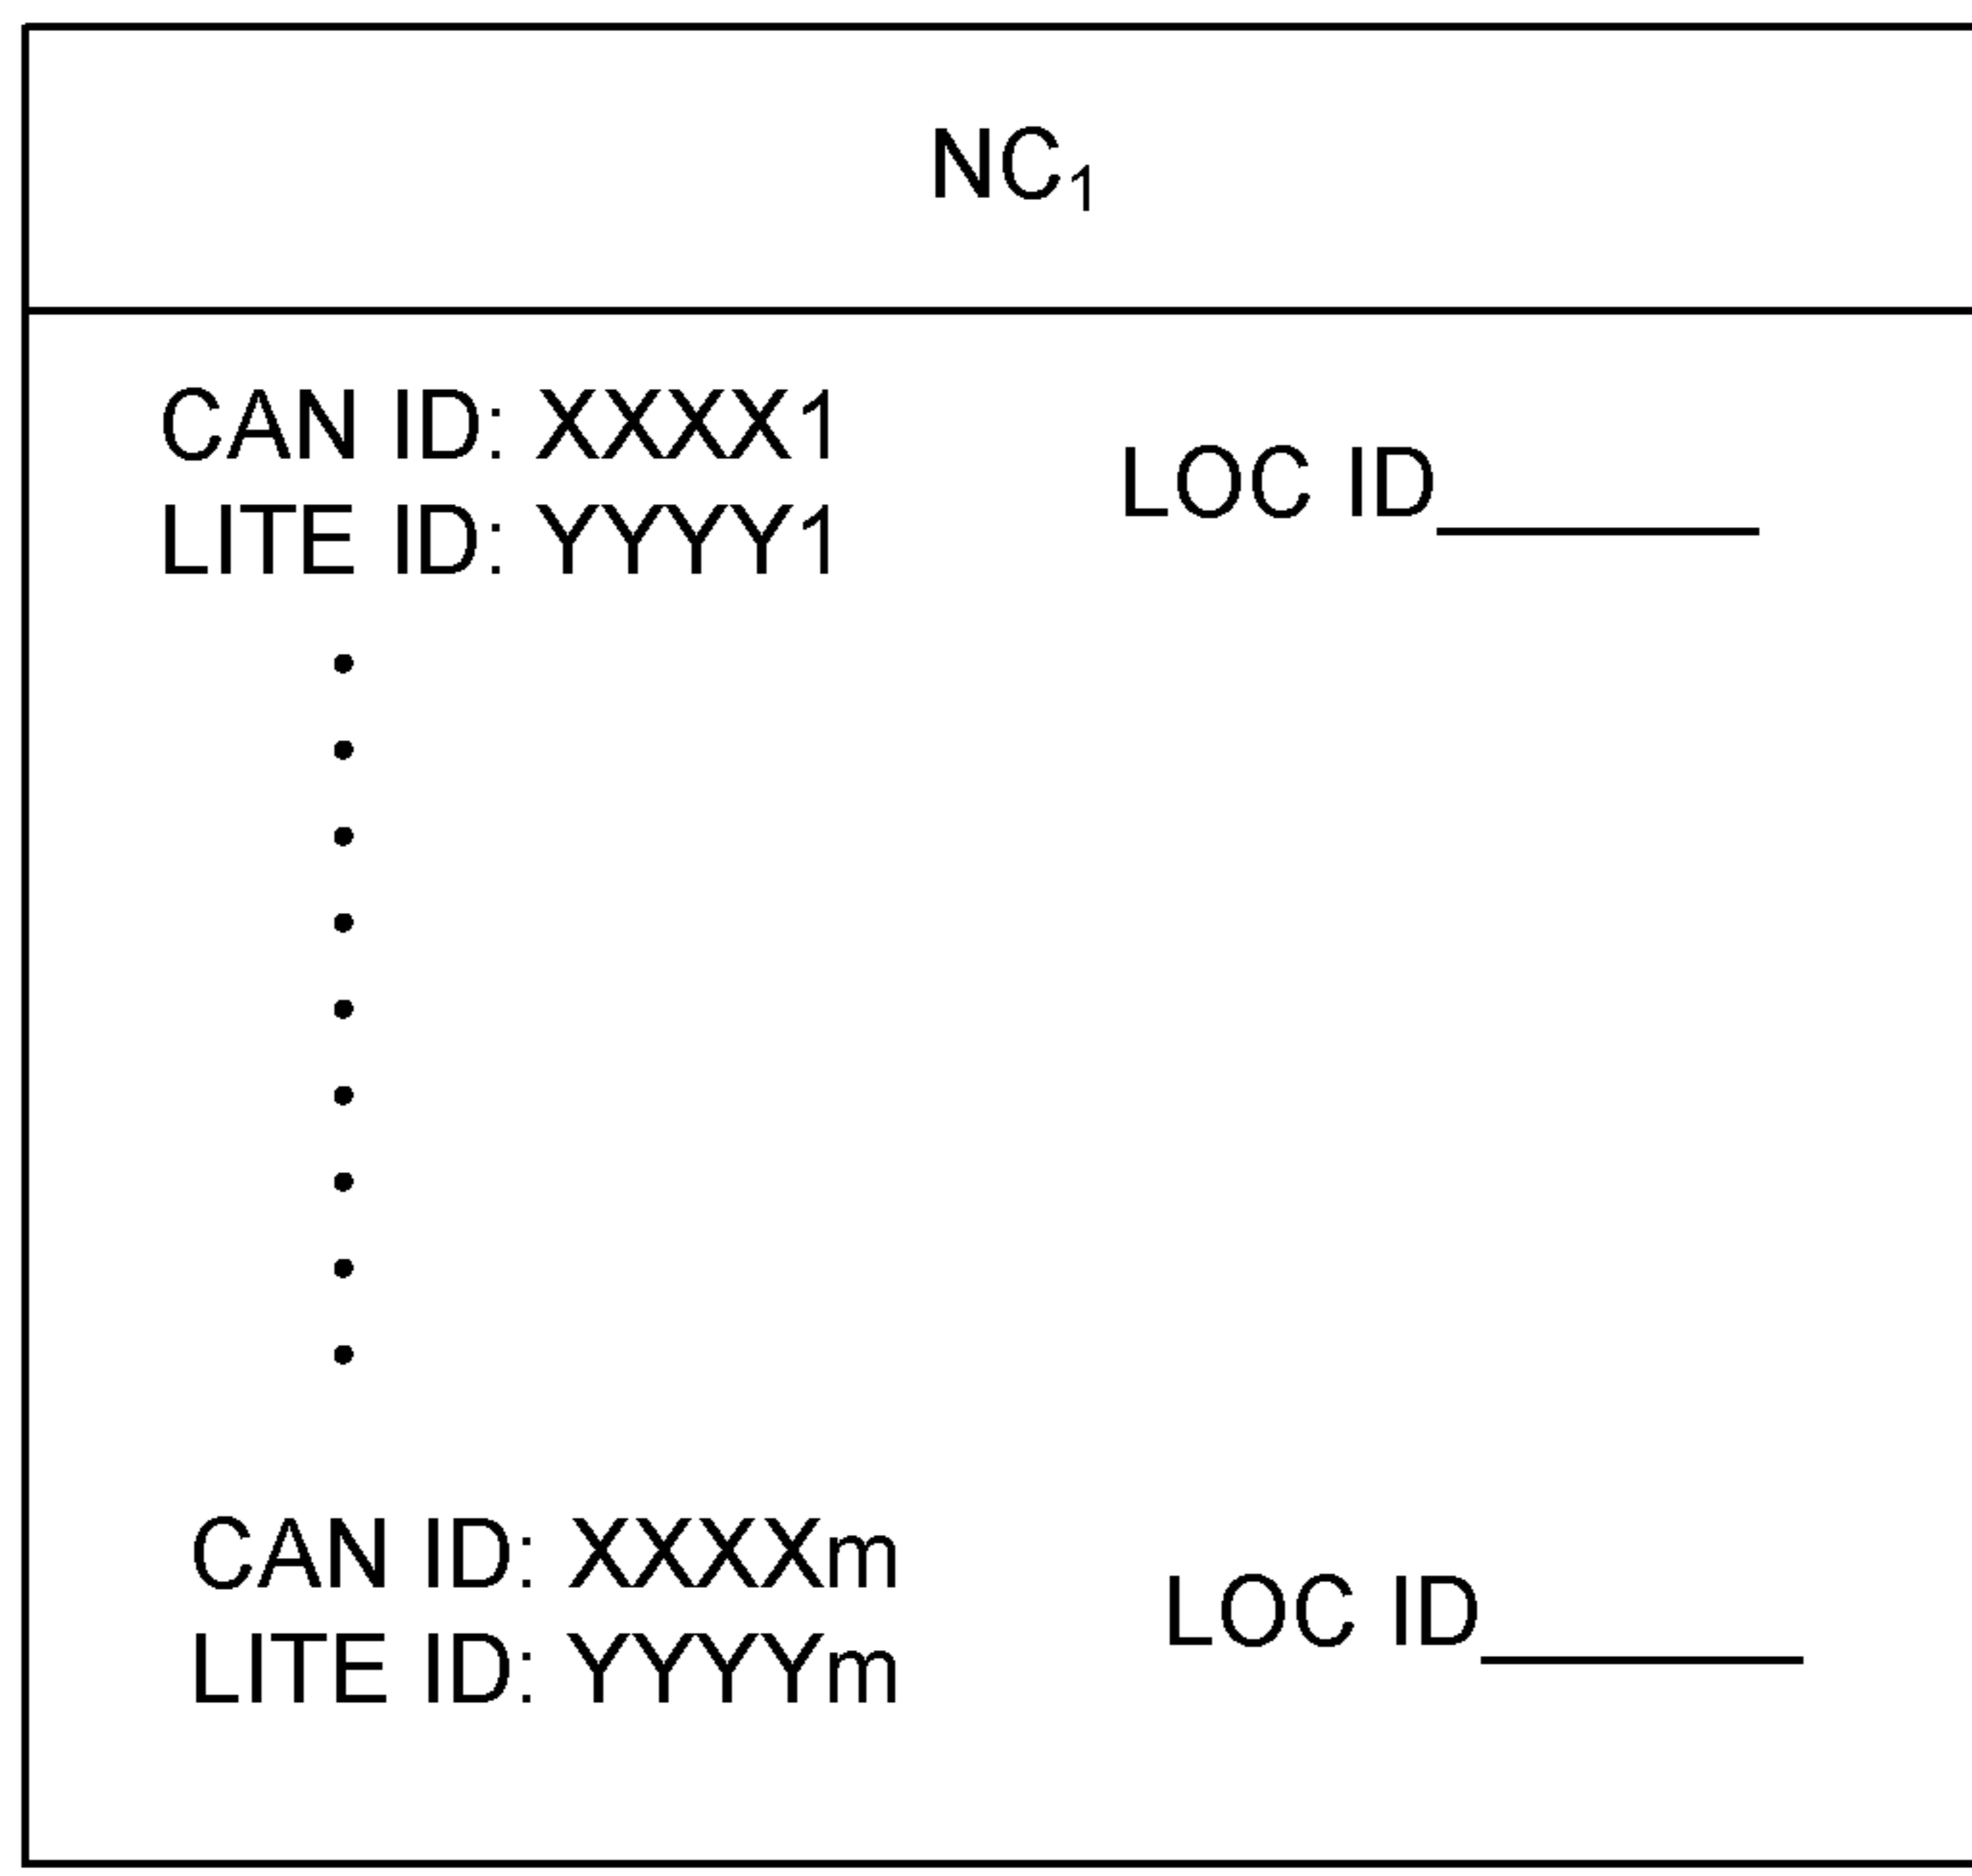 NC₁
CAN ID: XXXX1
LITE ID: YYYY1
LOC ID_______
CAN ID: XXXXm
LITE ID: YYYYm
LOC ID_______